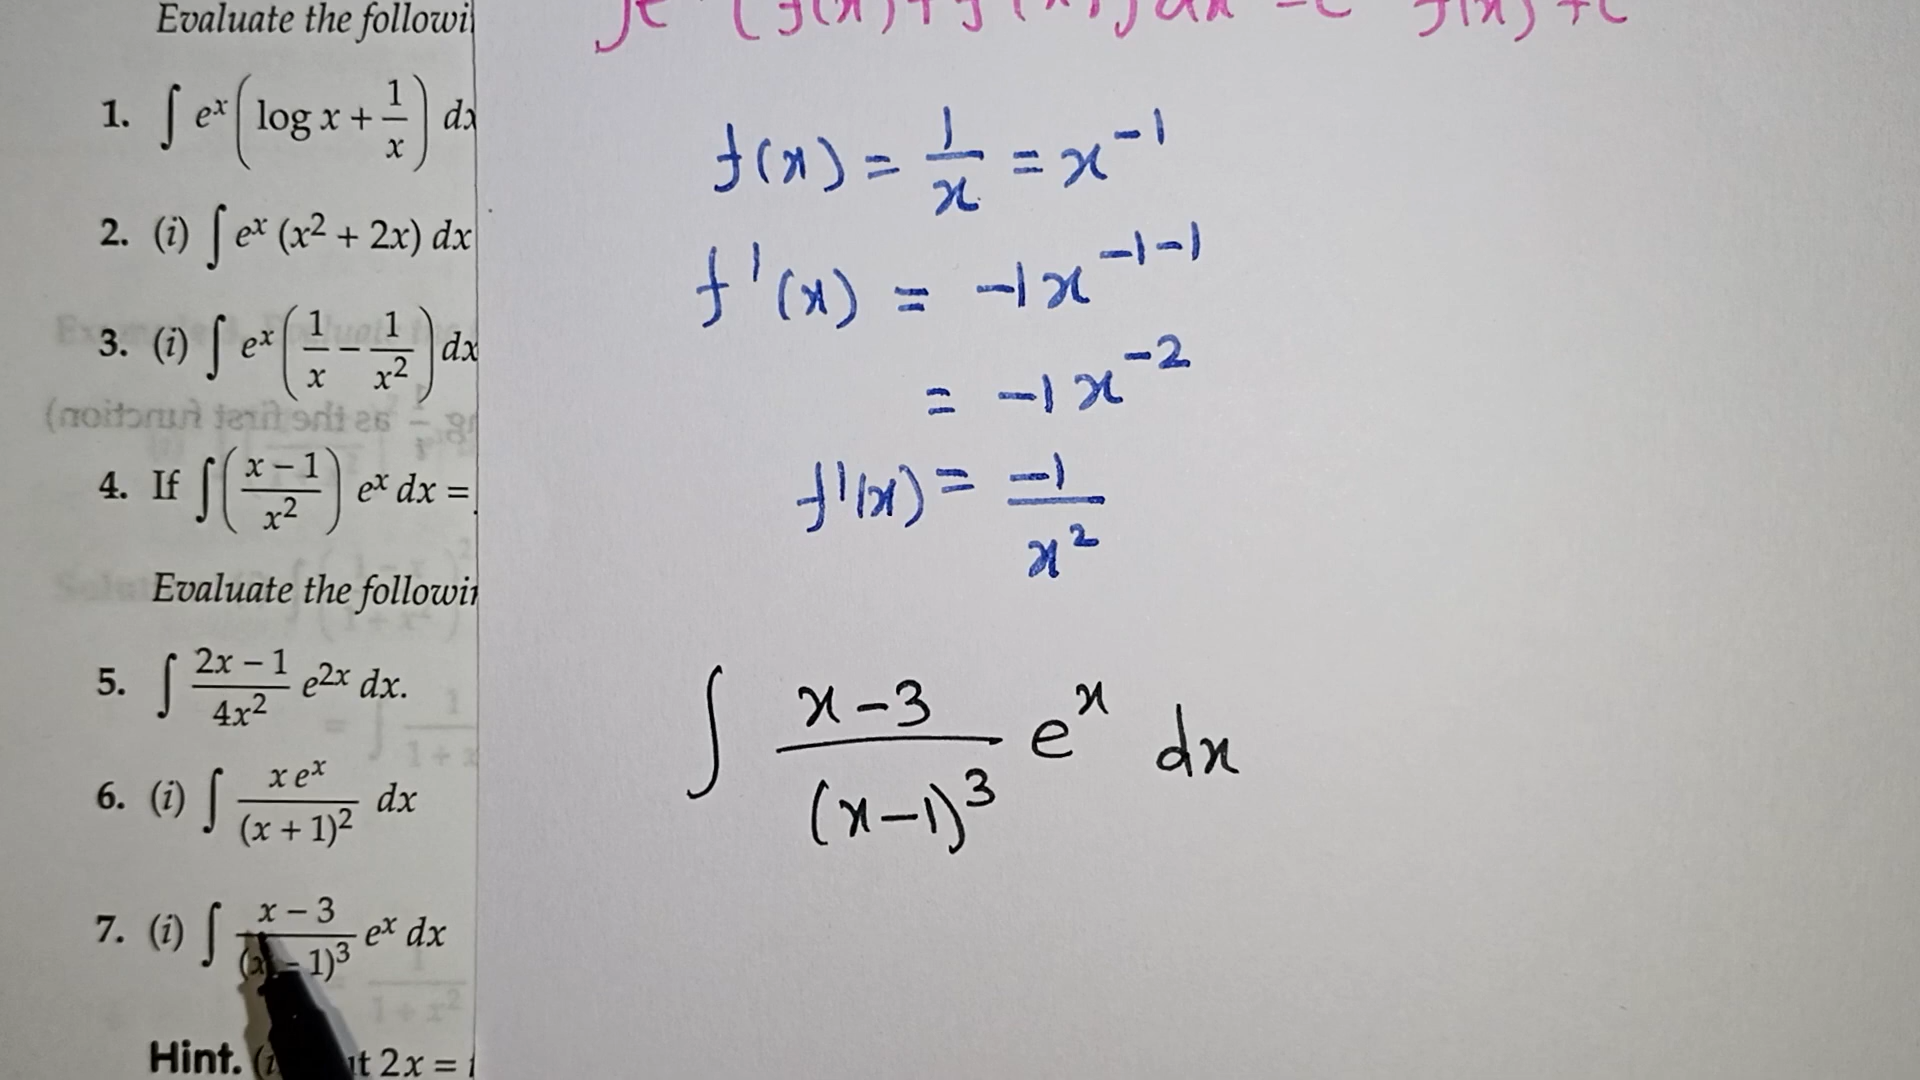 Evaluate the followi
1. ∫ eˣ ( log x + 1/x ) dx
2. (i) ∫ eˣ (x² + 2x) dx
3. (i) ∫ eˣ ( 1/x − 1/x² ) dx
4. If ∫ ( (x − 1)/x² ) eˣ dx =
Evaluate the followin
5. ∫ (2x − 1)/(4x²) e²ˣ dx.
6. (i) ∫ (x eˣ)/(x + 1)² dx
7. (i) ∫ (x − 3)/(x − 1)³ eˣ dx
Hint.
2x =
f(x) = 1/x = x⁻¹
f'(x) = −1x⁻¹⁻¹
= −1x⁻²
f'(x) = −1/x²
∫ (x−3)/(x−1)³ eˣ dx